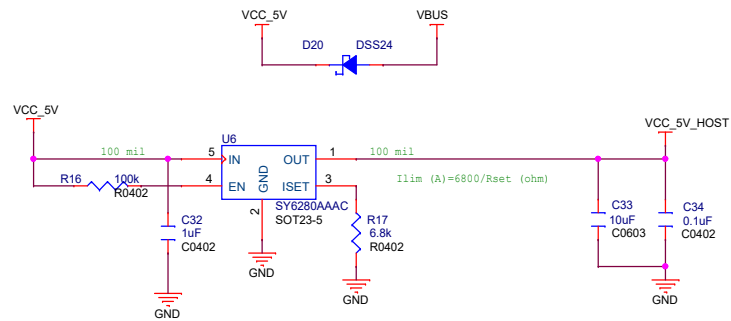 VCC_5V
VBUS
D20
DSS24
VCC_5V
VCC_5V_HOST
U6
100 mil
5
IN
OUT
1
100 mil
R16
100k
R0402
4
EN
GND
ISET
3
Ilim (A)=6800/Rset (ohm)
2
SY6280AAAC
SOT23-5
C32
1uF
C0402
R17
6.8k
R0402
C33
10uF
C0603
C34
0.1uF
C0402
GND
GND
GND
GND